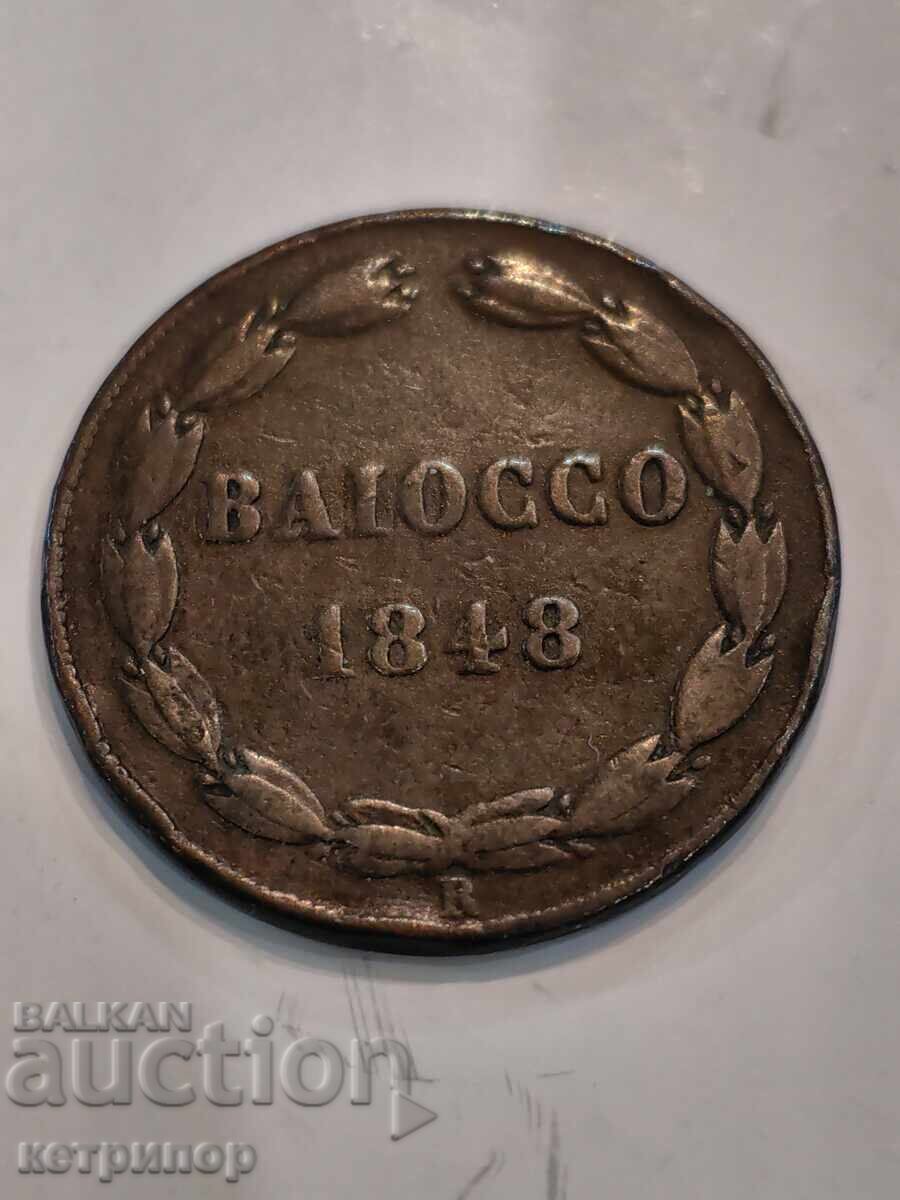 BAIOCCO
1848
R
BALKAN
auction
кетрипор